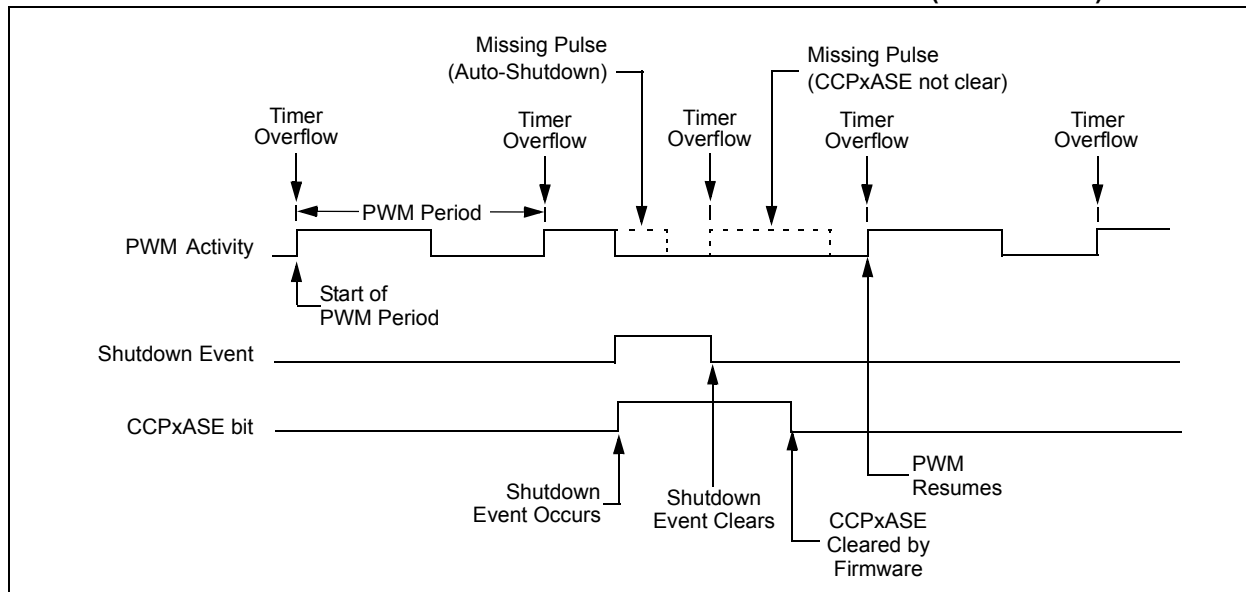 Missing Pulse
(Auto-Shutdown)
Missing Pulse
(CCPxASE not clear)
Timer
Overflow
Timer
Overflow
Timer
Overflow
Timer
Overflow
Timer
Overflow
PWM Period
PWM Activity
Start of
PWM Period
Shutdown Event
CCPxASE bit
Shutdown
Event Occurs
Shutdown
Event Clears
CCPxASE
Cleared by
Firmware
PWM
Resumes